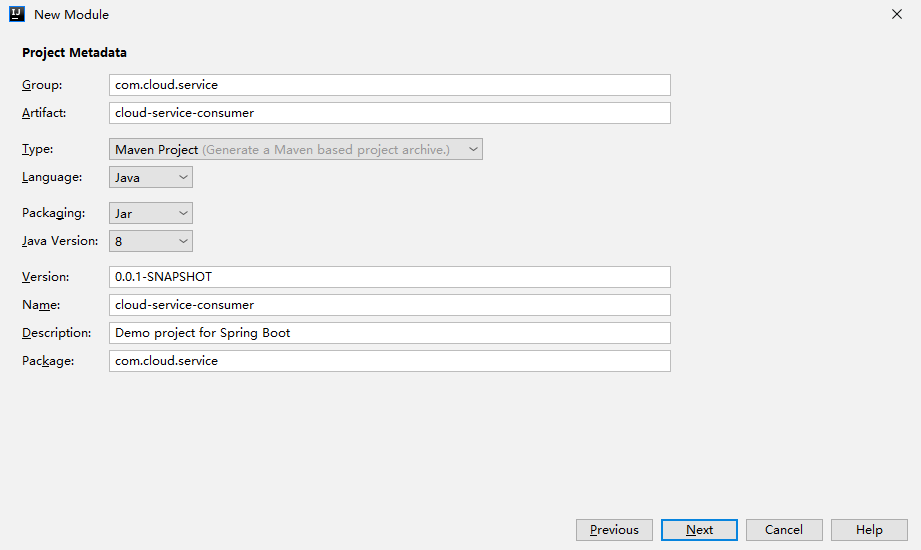 IJ New Module
Project Metadata
Group: com.cloud.service
Artifact: cloud-service-consumer
Type: Maven Project (Generate a Maven based project archive.)
Language: Java
Packaging: Jar
Java Version: 8
Version: 0.0.1-SNAPSHOT
Name: cloud-service-consumer
Description: Demo project for Spring Boot
Package: com.cloud.service
Previous Next Cancel Help